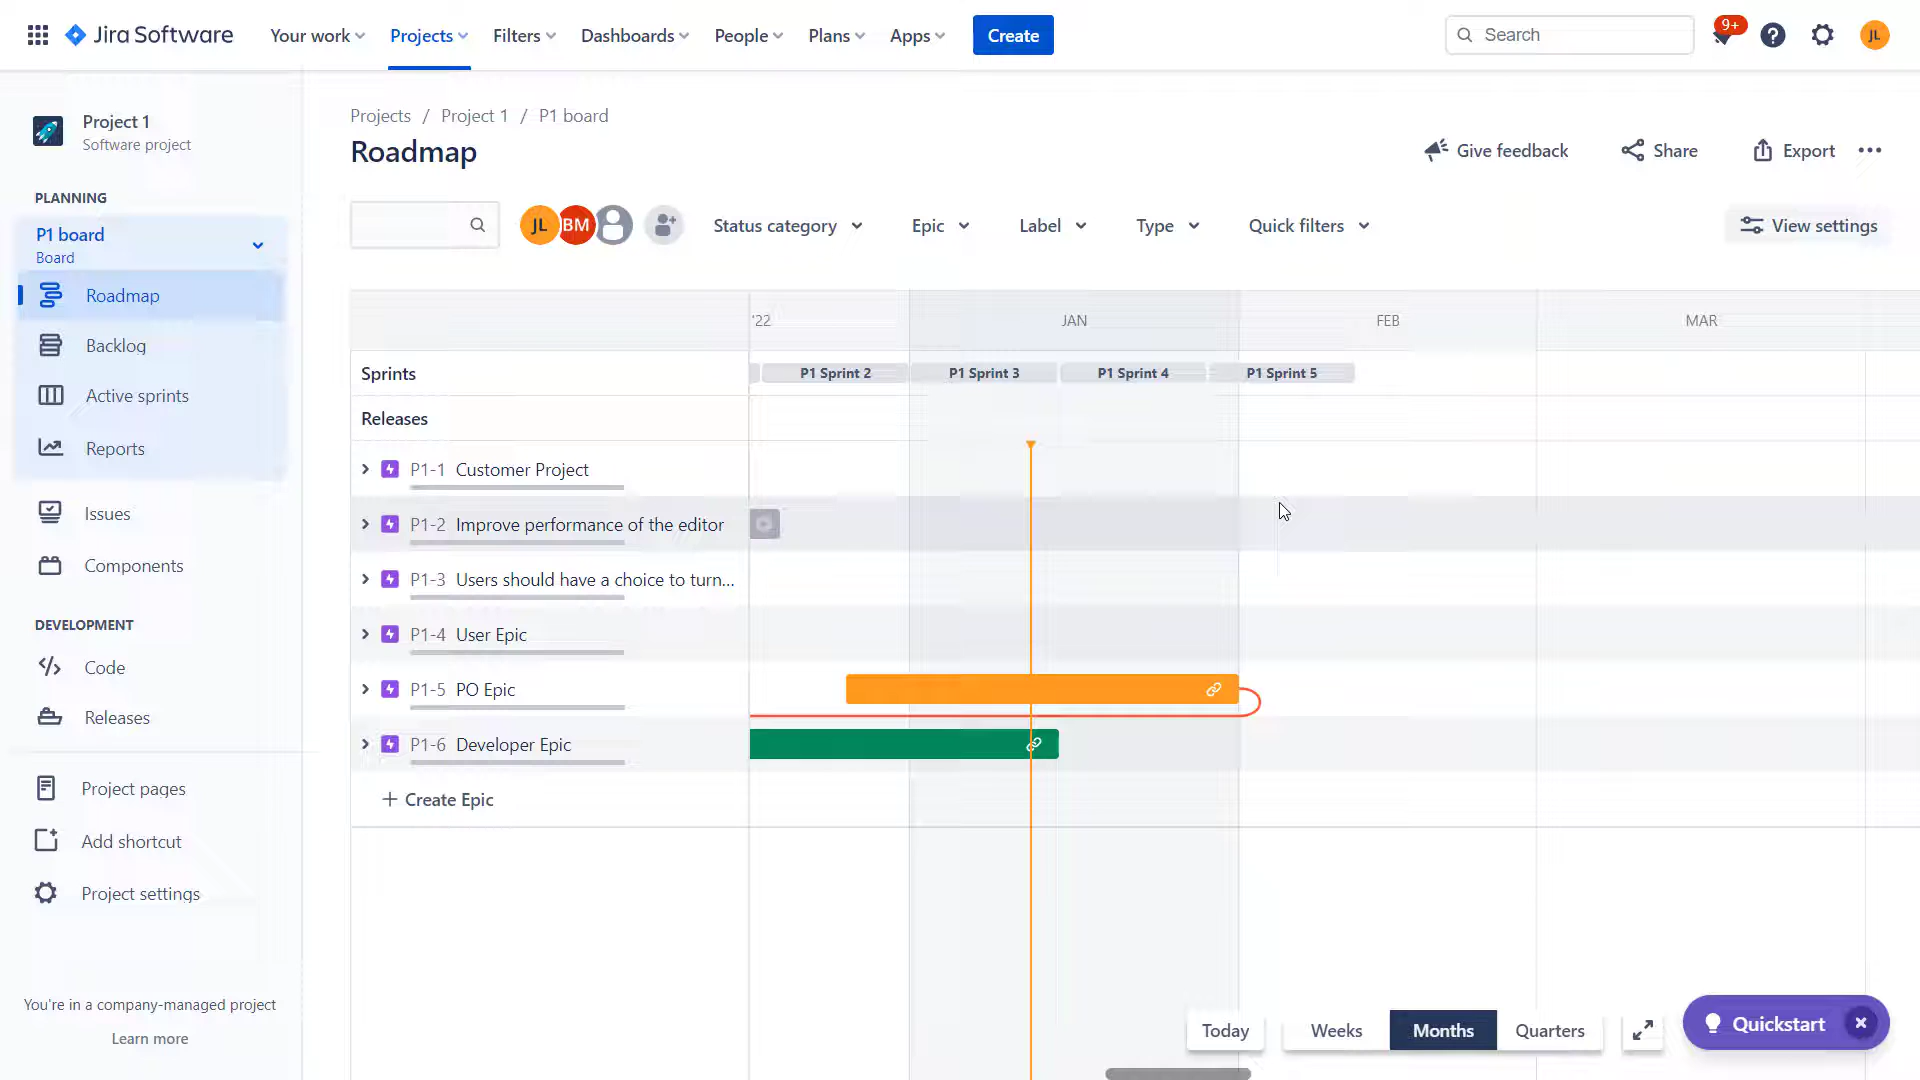 Jira Software
Your work Projects Filters Dashboards People Plans Apps Create
Search
9+
JL
Project 1
Software project
PLANNING
P1 board
Board
Roadmap
Backlog
Active sprints
Reports
Issues
Components
DEVELOPMENT
Code
Releases
Project pages
Add shortcut
Project settings
You're in a company-managed project
Learn more
Projects / Project 1 / P1 board
Roadmap
Give feedback Share Export
JL BM Status category Epic Label Type Quick filters View settings
'22 JAN FEB MAR
Sprints P1 Sprint 2 P1 Sprint 3 P1 Sprint 4 P1 Sprint 5
Releases
P1-1 Customer Project
P1-2 Improve performance of the editor
P1-3 Users should have a choice to turn...
P1-4 User Epic
P1-5 PO Epic
P1-6 Developer Epic
+ Create Epic
Today Weeks Months Quarters Quickstart